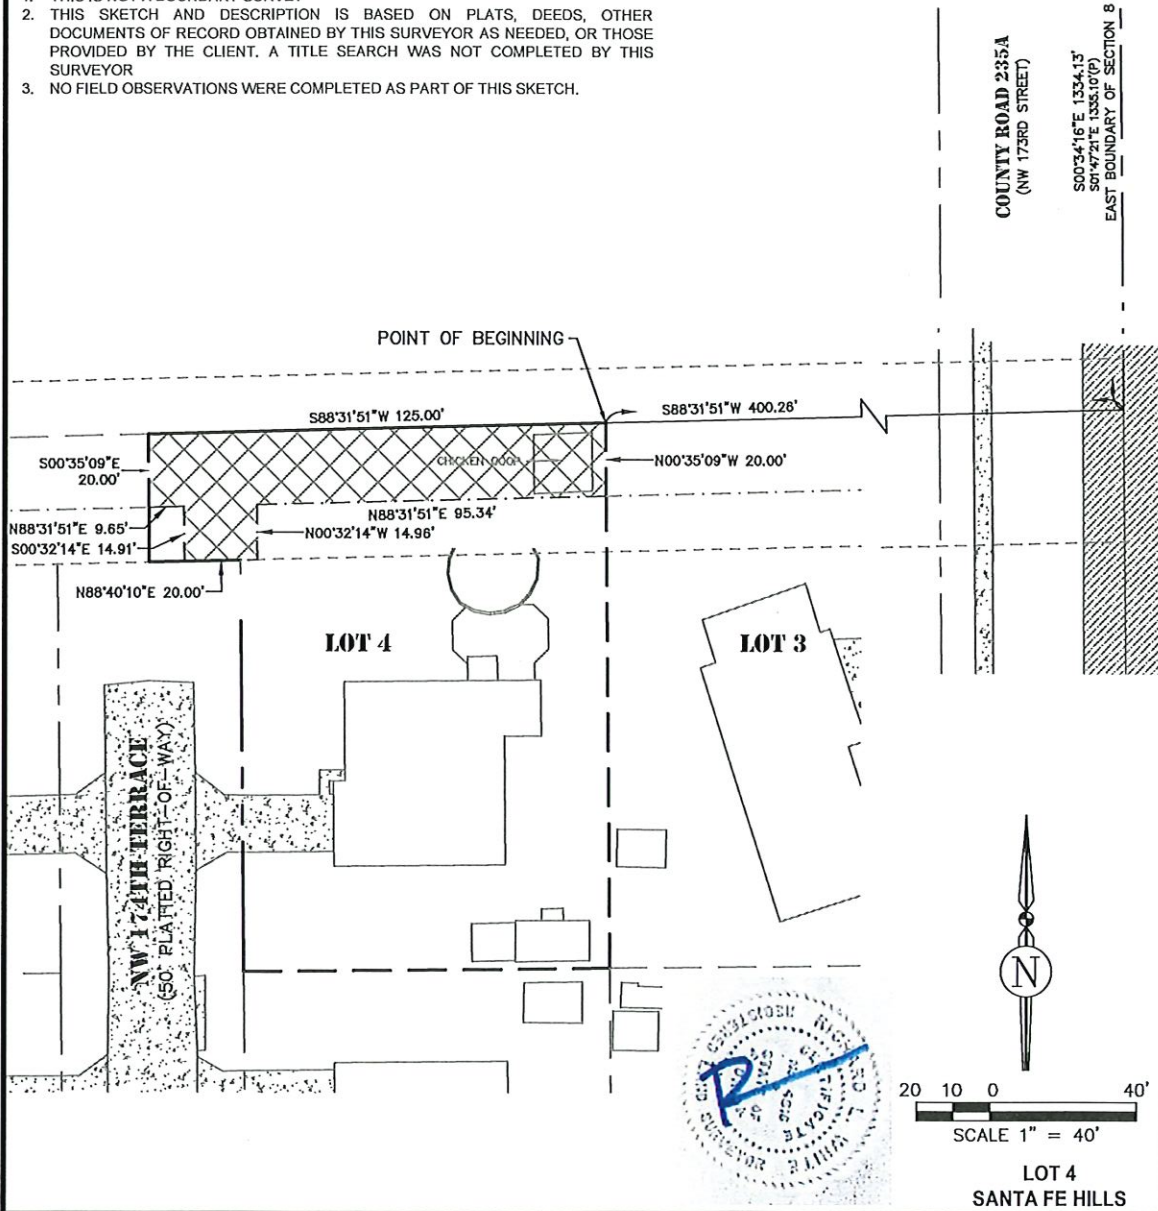 2. THIS SKETCH AND DESCRIPTION IS BASED ON PLATS, DEEDS, OTHER
DOCUMENTS OF RECORD OBTAINED BY THIS SURVEYOR AS NEEDED, OR THOSE
PROVIDED BY THE CLIENT. A TITLE SEARCH WAS NOT COMPLETED BY THIS
SURVEYOR
3. NO FIELD OBSERVATIONS WERE COMPLETED AS PART OF THIS SKETCH.
COUNTY ROAD 235A
(NW 173RD STREET)
S00°34'16"E 1334.13'
S01°47'21"E 1335.10'(P)
EAST BOUNDARY OF SECTION 8
POINT OF BEGINNING
S88°31'51"W 125.00'
S88°31'51"W 400.26'
S00°35'09"E
20.00'
CHICKEN COOP
N00°35'09"W 20.00'
N88°31'51"E 9.65'
S00°32'14"E 14.91'
N88°31'51"E 95.34'
N00°32'14"W 14.96'
N88°40'10"E 20.00'
LOT 4
LOT 3
NW 174TH TERRACE
(50' PLATTED RIGHT-OF-WAY)
N
RICHARD L WHITE
CERTIFICATE
STATE OF
20 10 0 40'
SCALE 1" = 40'
LOT 4
SANTA FE HILLS